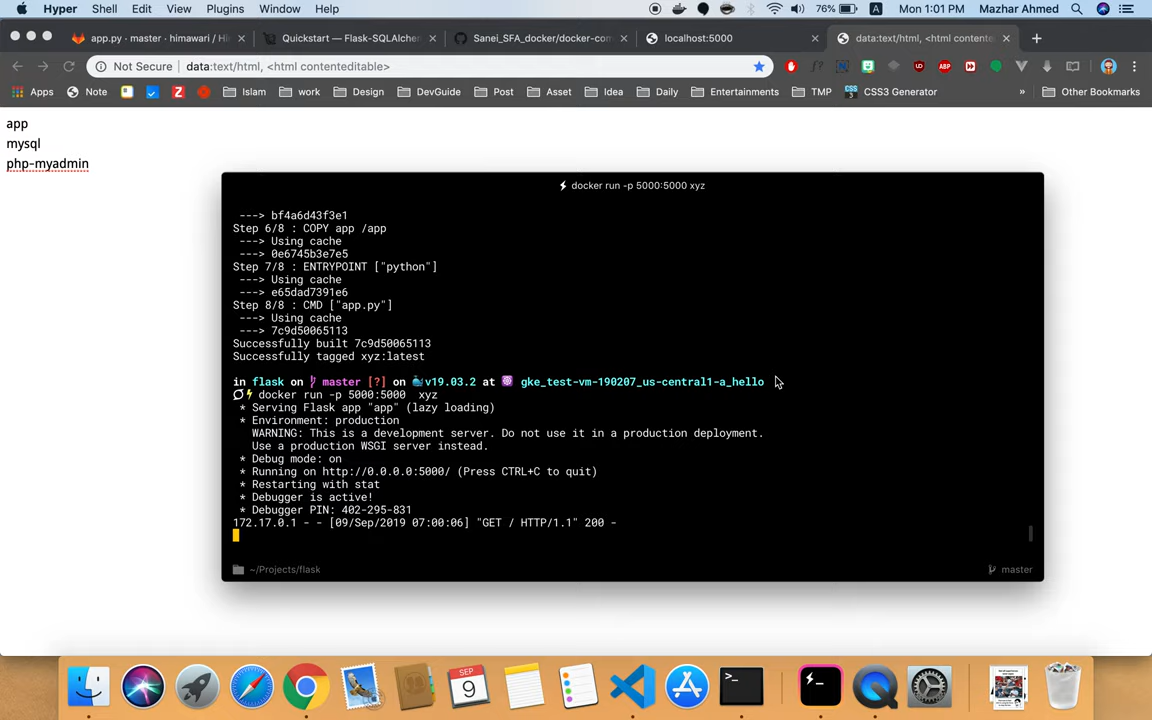 Hyper Shell Edit View Plugins Window Help 76% A Mon 1:01 PM Mazhar Ahmed
app.py · master · himawari / Hi
Quickstart — Flask-SQLAlche
Sanei_SFA_docker/docker-com
localhost:5000
data:text/html, <html contente
Not Secure data:text/html, <html contenteditable>
Apps Note Islam work Design DevGuide Post Asset Idea Daily Entertainments TMP CSS3 Generator » Other Bookmarks
app
mysql
php-myadmin
docker run -p 5000:5000 xyz
---> bf4a6d43f3e1
Step 6/8 : COPY app /app
---> Using cache
---> 0e6745b3e7e5
Step 7/8 : ENTRYPOINT ["python"]
---> Using cache
---> e65dad7391e6
Step 8/8 : CMD ["app.py"]
---> Using cache
---> 7c9d50065113
Successfully built 7c9d50065113
Successfully tagged xyz:latest
in flask on master [?] on v19.03.2 at gke_test-vm-190207_us-central1-a_hello
docker run -p 5000:5000  xyz
* Serving Flask app "app" (lazy loading)
* Environment: production
WARNING: This is a development server. Do not use it in a production deployment.
Use a production WSGI server instead.
* Debug mode: on
* Running on http://0.0.0.0:5000/ (Press CTRL+C to quit)
* Restarting with stat
* Debugger is active!
* Debugger PIN: 402-295-831
172.17.0.1 - - [09/Sep/2019 07:00:06] "GET / HTTP/1.1" 200 -
~/Projects/flask master
SEP
9